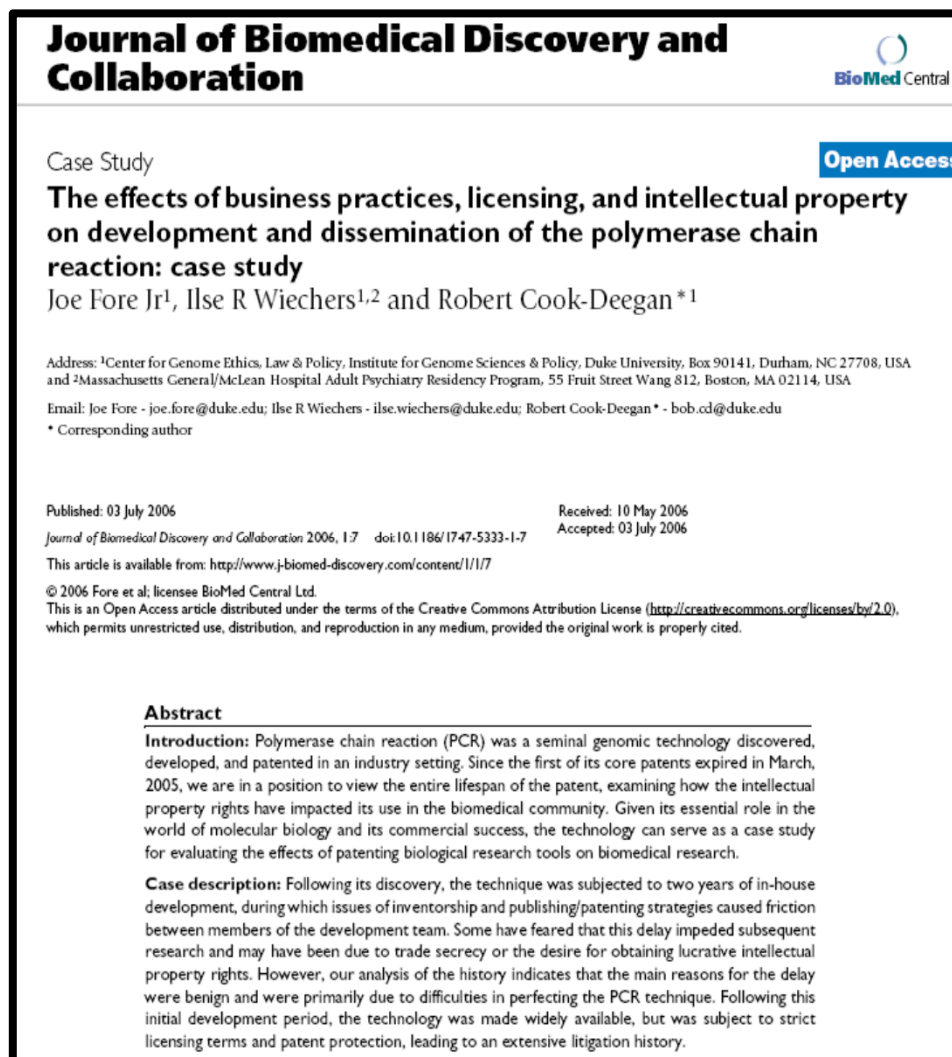 Journal of Biomedical Discovery and
Collaboration
BioMed Central
Case Study
Open Access
The effects of business practices, licensing, and intellectual property
on development and dissemination of the polymerase chain
reaction: case study
Joe Fore Jr1, Ilse R Wiechers1,2 and Robert Cook-Deegan*1
Address: 1Center for Genome Ethics, Law & Policy, Institute for Genome Sciences & Policy, Duke University, Box 90141, Durham, NC 27708, USA
and 2Massachusetts General/McLean Hospital Adult Psychiatry Residency Program, 55 Fruit Street Wang 812, Boston, MA 02114, USA
Email: Joe Fore - joe.fore@duke.edu; Ilse R Wiechers - ilse.wiechers@duke.edu; Robert Cook-Deegan* - bob.cd@duke.edu
* Corresponding author
Published: 03 July 2006
Received: 10 May 2006
Accepted: 03 July 2006
Journal of Biomedical Discovery and Collaboration 2006, 1:7 doi:10.1186/1747-5333-1-7
This article is available from: http://www.j-biomed-discovery.com/content/1/1/7
© 2006 Fore et al; licensee BioMed Central Ltd.
This is an Open Access article distributed under the terms of the Creative Commons Attribution License (http://creativecommons.org/licenses/by/2.0),
which permits unrestricted use, distribution, and reproduction in any medium, provided the original work is properly cited.
Abstract
Introduction: Polymerase chain reaction (PCR) was a seminal genomic technology discovered,
developed, and patented in an industry setting. Since the first of its core patents expired in March,
2005, we are in a position to view the entire lifespan of the patent, examining how the intellectual
property rights have impacted its use in the biomedical community. Given its essential role in the
world of molecular biology and its commercial success, the technology can serve as a case study
for evaluating the effects of patenting biological research tools on biomedical research.
Case description: Following its discovery, the technique was subjected to two years of in-house
development, during which issues of inventorship and publishing/patenting strategies caused friction
between members of the development team. Some have feared that this delay impeded subsequent
research and may have been due to trade secrecy or the desire for obtaining lucrative intellectual
property rights. However, our analysis of the history indicates that the main reasons for the delay
were benign and were primarily due to difficulties in perfecting the PCR technique. Following this
initial development period, the technology was made widely available, but was subject to strict
licensing terms and patent protection, leading to an extensive litigation history.